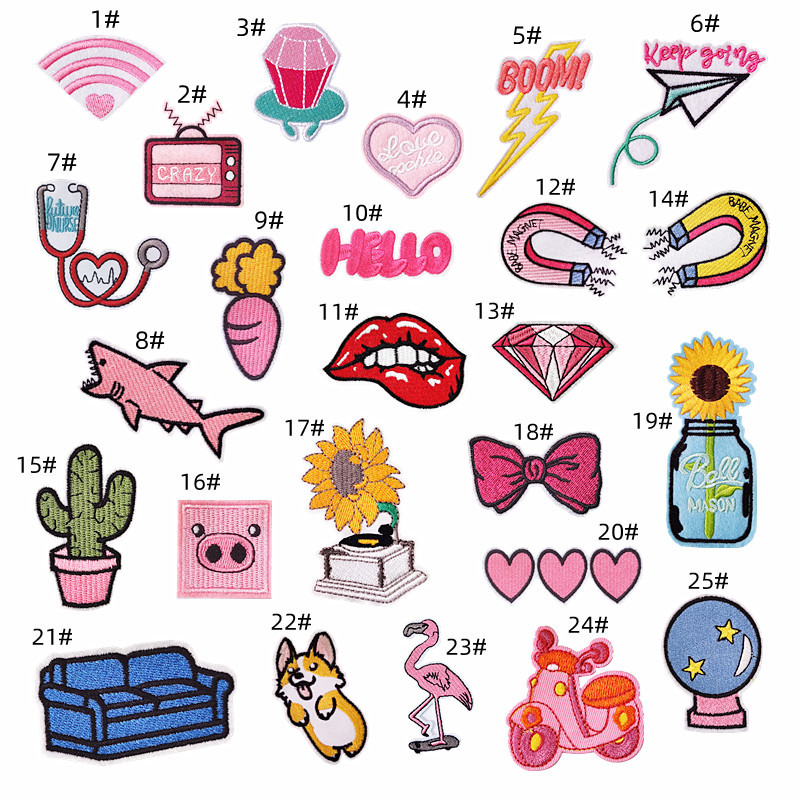 1#
2#
3#
4#
5#
6#
7#
8#
9#
10#
11#
12#
13#
14#
15#
16#
17#
18#
19#
20#
21#
22#
23#
24#
25#
CRAZY
Love
BOOM!
Keep going
future
NURSE
HELLO
BABE MAGNET
BABE MAGNET
Ball
MASON